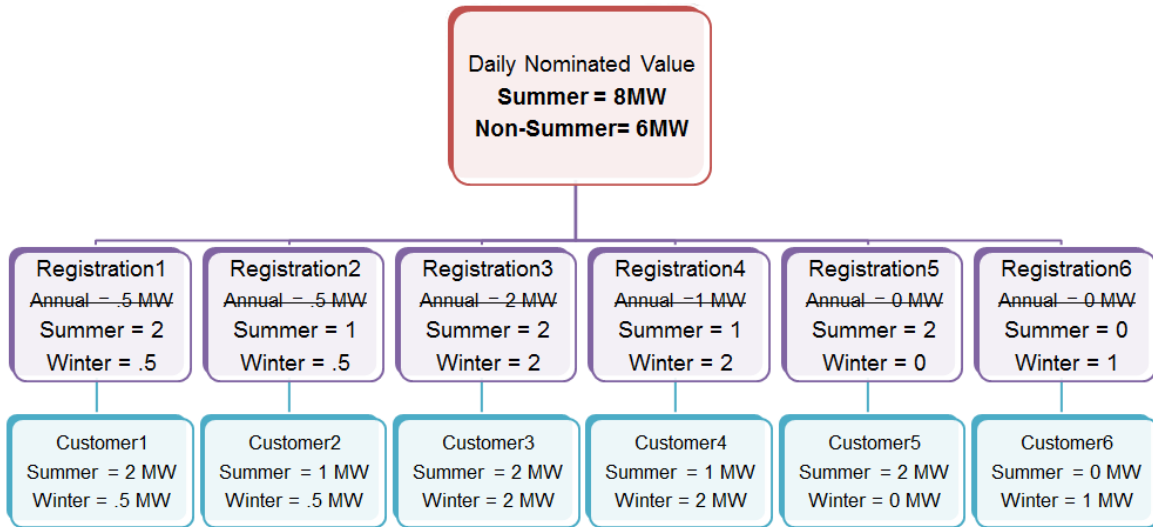 Daily Nominated Value
Summer = 8MW
Non-Summer= 6MW
Registration1
Annual = .5 MW
Summer = 2
Winter = .5
Registration2
Annual = .5 MW
Summer = 1
Winter = .5
Registration3
Annual = 2 MW
Summer = 2
Winter = 2
Registration4
Annual =1 MW
Summer = 1
Winter = 2
Registration5
Annual = 0 MW
Summer = 2
Winter = 0
Registration6
Annual = 0 MW
Summer = 0
Winter = 1
Customer1
Summer = 2 MW
Winter = .5 MW
Customer2
Summer = 1 MW
Winter = .5 MW
Customer3
Summer = 2 MW
Winter = 2 MW
Customer4
Summer = 1 MW
Winter = 2 MW
Customer5
Summer = 2 MW
Winter = 0 MW
Customer6
Summer = 0 MW
Winter = 1 MW